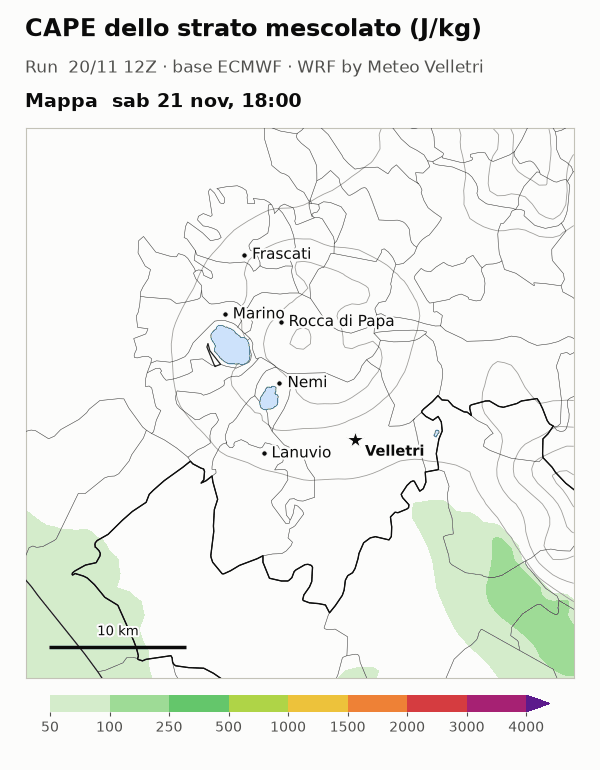 CAPE dello strato mescolato (J/kg)
Run 20/11 12Z · base ECMWF · WRF by Meteo Velletri
Mappa sab 21 nov, 18:00
Frascati
Marino
Rocca di Papa
Nemi
Velletri
Lanuvio
10 km
50 100 250 500 1000 1500 2000 3000 4000